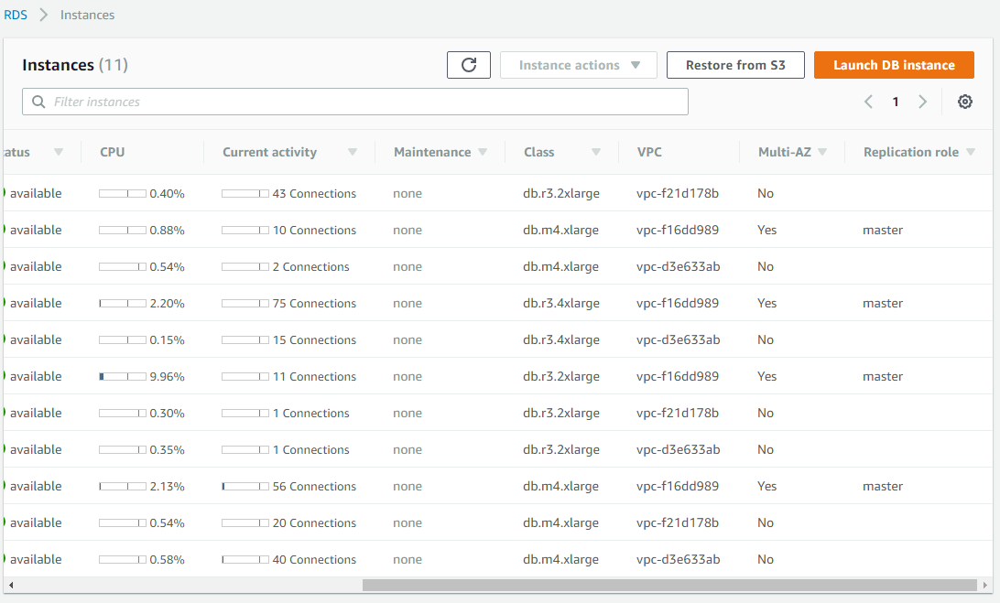 RDS > Instances
Instances (11) Instance actions Restore from S3 Launch DB instance
Filter instances 1
atus CPU Current activity Maintenance Class VPC Multi-AZ Replication role
available 0.40% 43 Connections none db.r3.2xlarge vpc-f21d178b No
available 0.88% 10 Connections none db.m4.xlarge vpc-f16dd989 Yes master
available 0.54% 2 Connections none db.m4.xlarge vpc-d3e633ab No
available 2.20% 75 Connections none db.r3.4xlarge vpc-f16dd989 Yes master
available 0.15% 15 Connections none db.r3.4xlarge vpc-d3e633ab No
available 9.96% 11 Connections none db.r3.2xlarge vpc-f16dd989 Yes master
available 0.30% 1 Connections none db.r3.2xlarge vpc-f21d178b No
available 0.35% 1 Connections none db.r3.2xlarge vpc-d3e633ab No
available 2.13% 56 Connections none db.m4.xlarge vpc-f16dd989 Yes master
available 0.54% 20 Connections none db.m4.xlarge vpc-f21d178b No
available 0.58% 40 Connections none db.m4.xlarge vpc-d3e633ab No